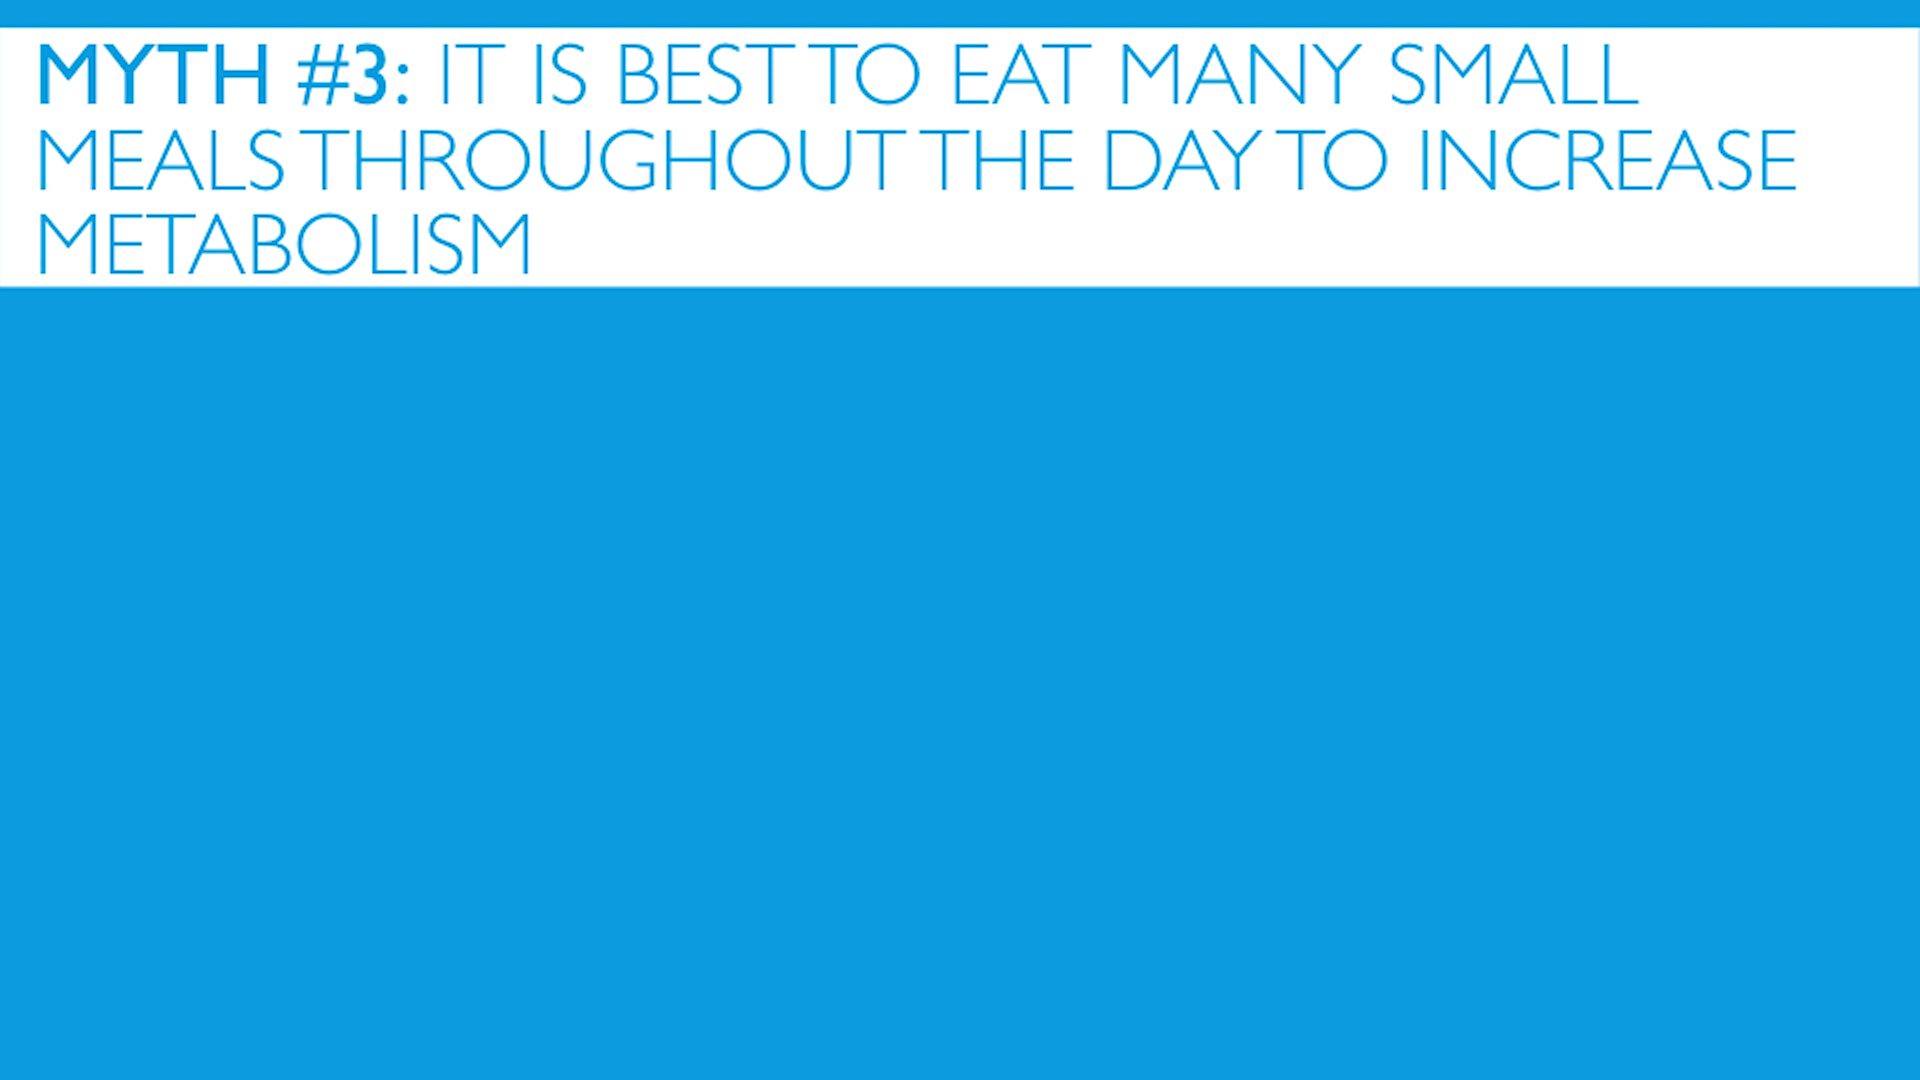 MYTH #3: IT IS BEST TO EAT MANY SMALL
MEALS THROUGHOUT THE DAY TO INCREASE
METABOLISM